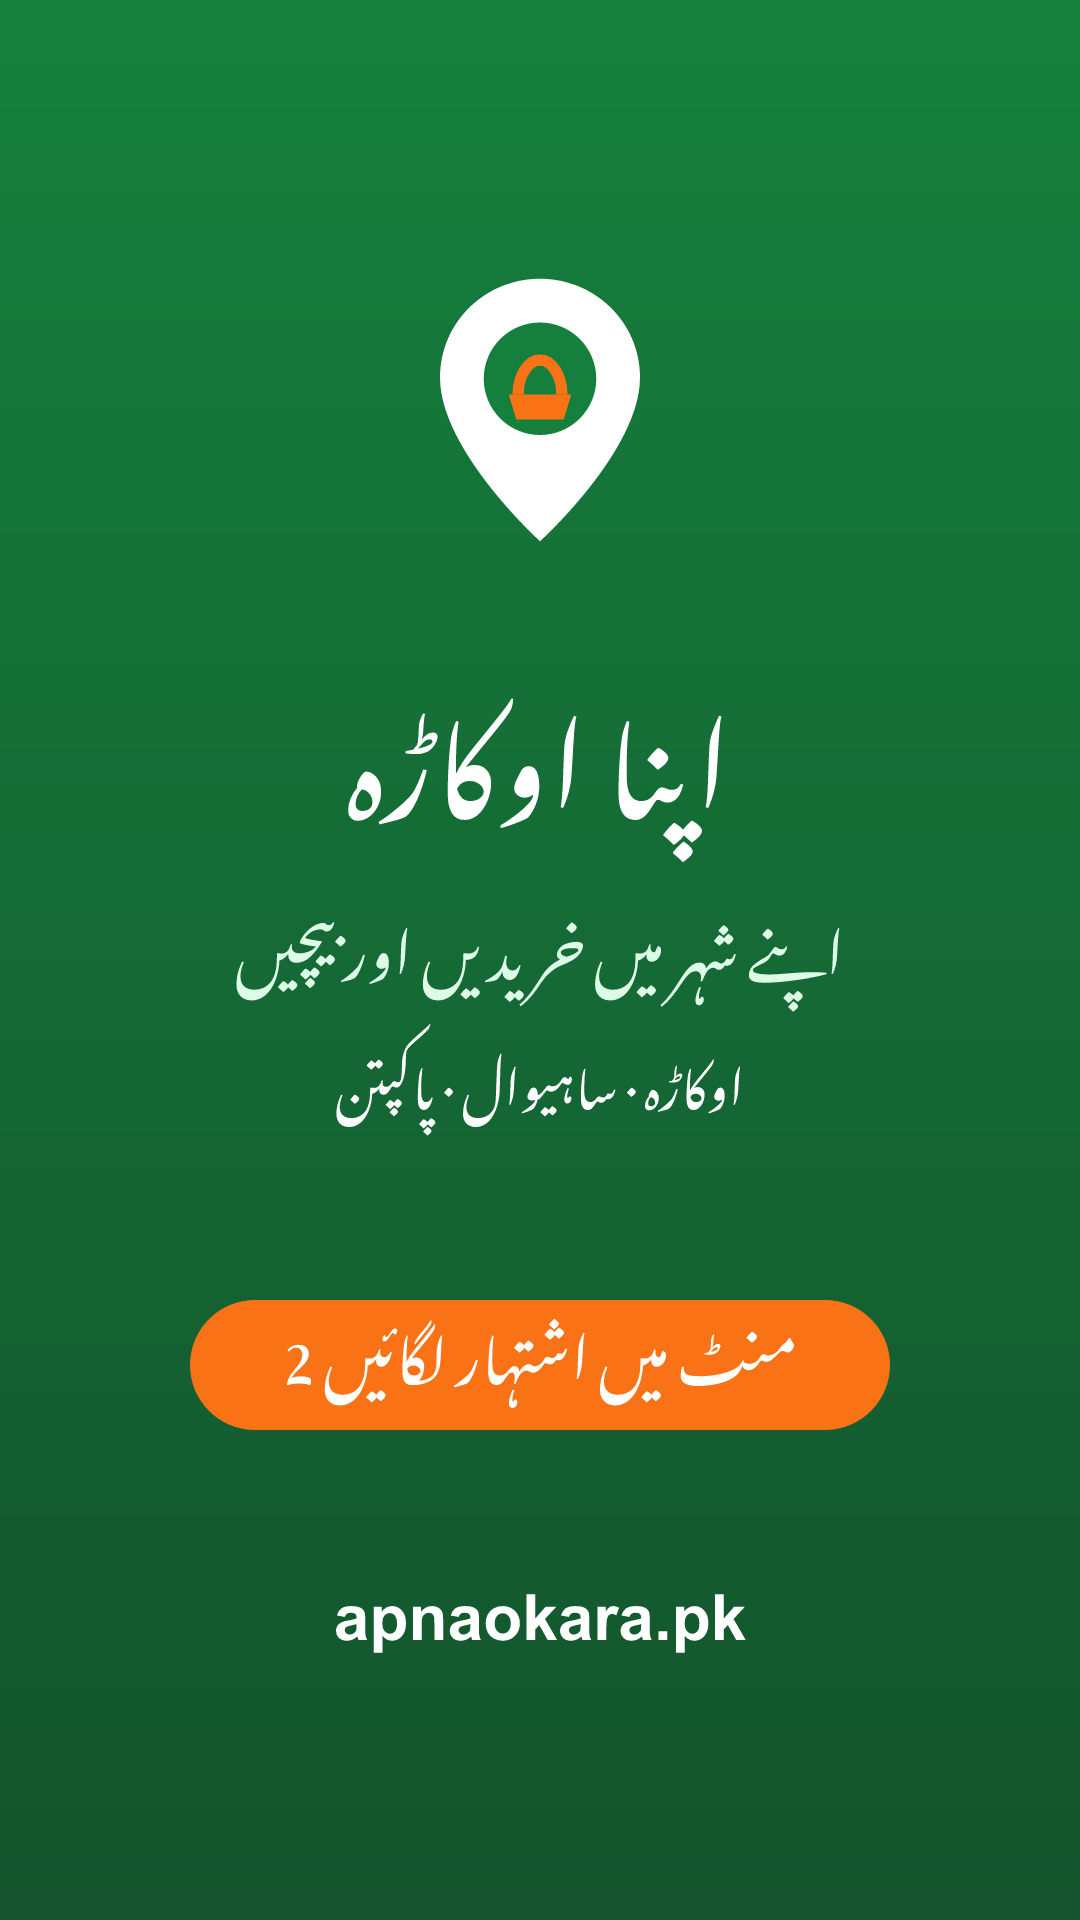 اپنا اوکاڑہ
اپنے شہر میں خریدیں اور بیچیں
اوکاڑہ · ساہیوال · پاکپتن
منٹ میں اشتہار لگائیں 2
apnaokara.pk